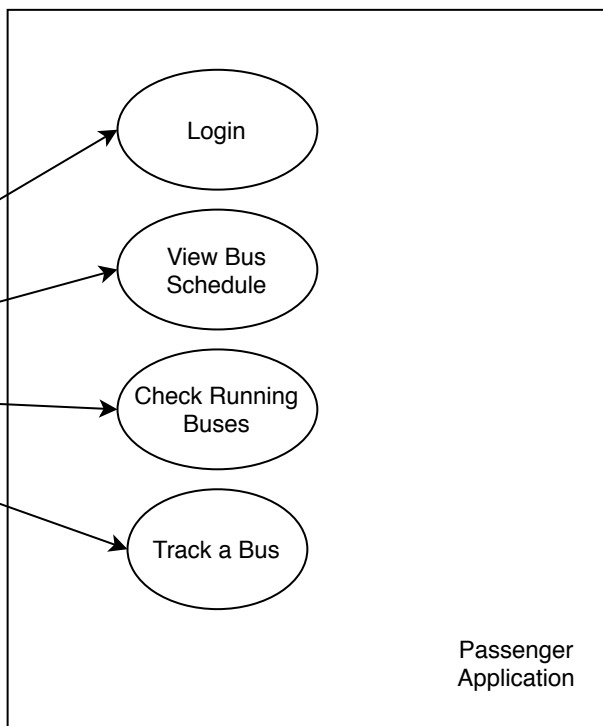 Login
View Bus
Schedule
Check Running
Buses
Track a Bus
Passenger
Application